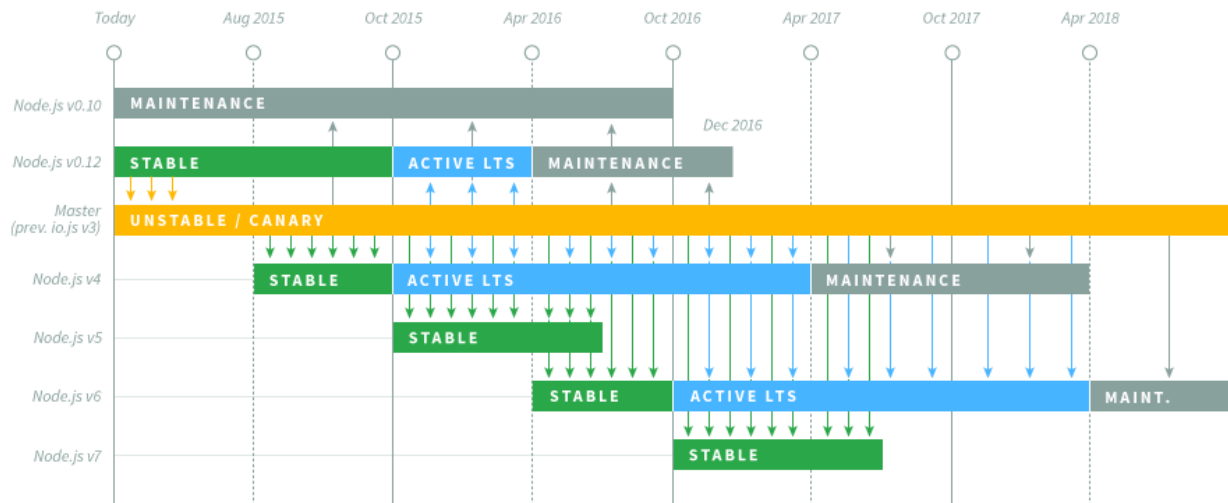 Today Aug 2015 Oct 2015 Apr 2016 Oct 2016 Apr 2017 Oct 2017 Apr 2018
Node.js v0.10 MAINTENANCE
Dec 2016
Node.js v0.12 STABLE ACTIVE LTS MAINTENANCE
Master
(prev. io.js v3) UNSTABLE / CANARY
Node.js v4 STABLE ACTIVE LTS MAINTENANCE
Node.js v5 STABLE
Node.js v6 STABLE ACTIVE LTS MAINT.
Node.js v7 STABLE